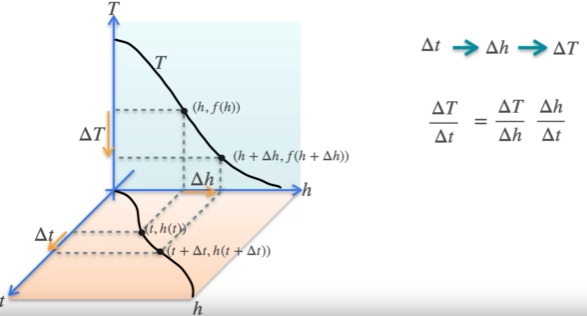 T
T
(h, f(h))
ΔT
(h + Δh, f(h + Δh))
Δh
h
(t, h(t))
Δt
(t + Δt, h(t + Δt))
t
h
Δt → Δh → ΔT
ΔT/Δt = ΔT/Δh Δh/Δt